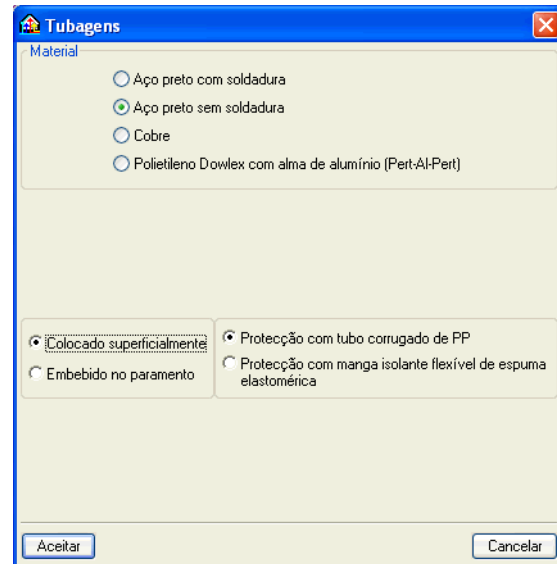 Tubagens
Material
Aço preto com soldadura
Aço preto sem soldadura
Cobre
Polietileno Dowlex com alma de alumínio (Pert-Al-Pert)
Colocado superficialmente
Embebido no paramento
Protecção com tubo corrugado de PP
Protecção com manga isolante flexível de espuma
elastomérica
Aceitar
Cancelar